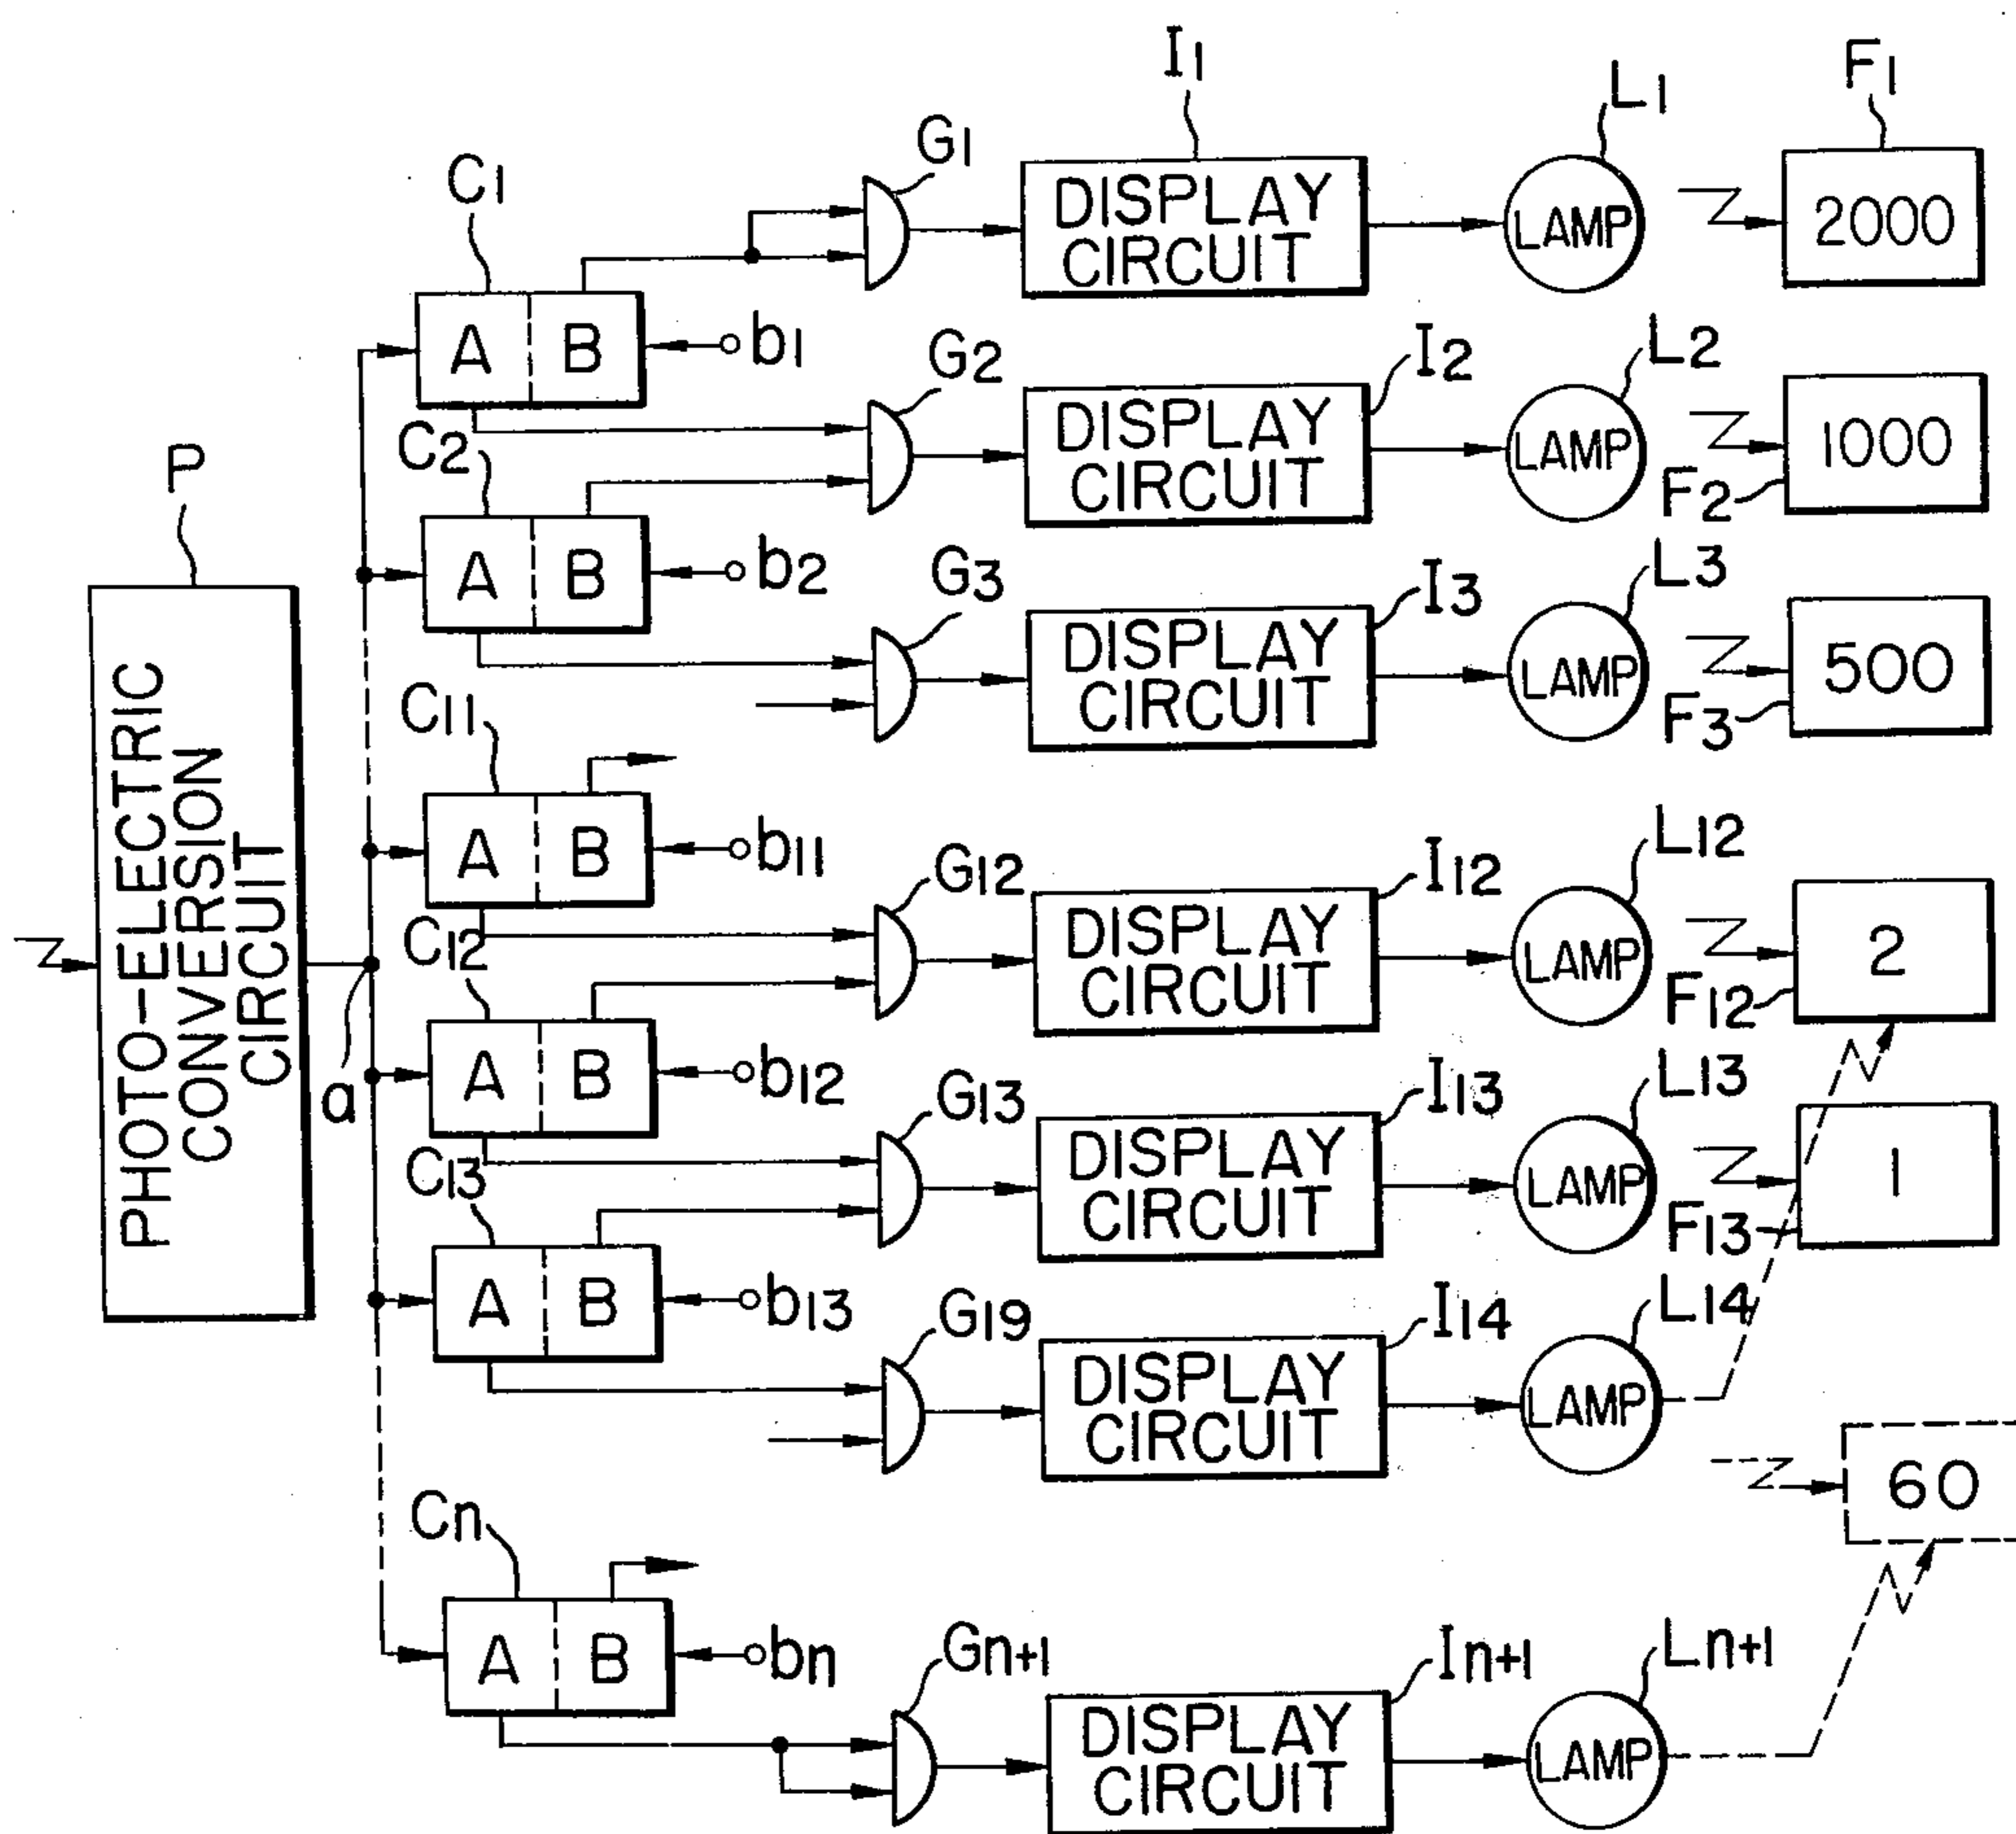 I1
L1
F1
G1
C1
DISPLAY
CIRCUIT
LAMP
2000
A B
b1
G2
I2
L2
C2
DISPLAY
CIRCUIT
LAMP
1000
F2
P
A B
b2
G3
I3
L3
DISPLAY
CIRCUIT
LAMP
500
F3
C11
PHOTO-ELECTRIC
CONVERSION
CIRCUIT
A B
b11
G12
I12
L12
C12
DISPLAY
CIRCUIT
LAMP
2
F12
a
A B
b12
G13
I13
L13
C13
DISPLAY
CIRCUIT
LAMP
1
F13
A B
b13
G19
I14
L14
DISPLAY
CIRCUIT
LAMP
60
Cn
A B
bn
Gn+1
In+1
Ln+1
DISPLAY
CIRCUIT
LAMP